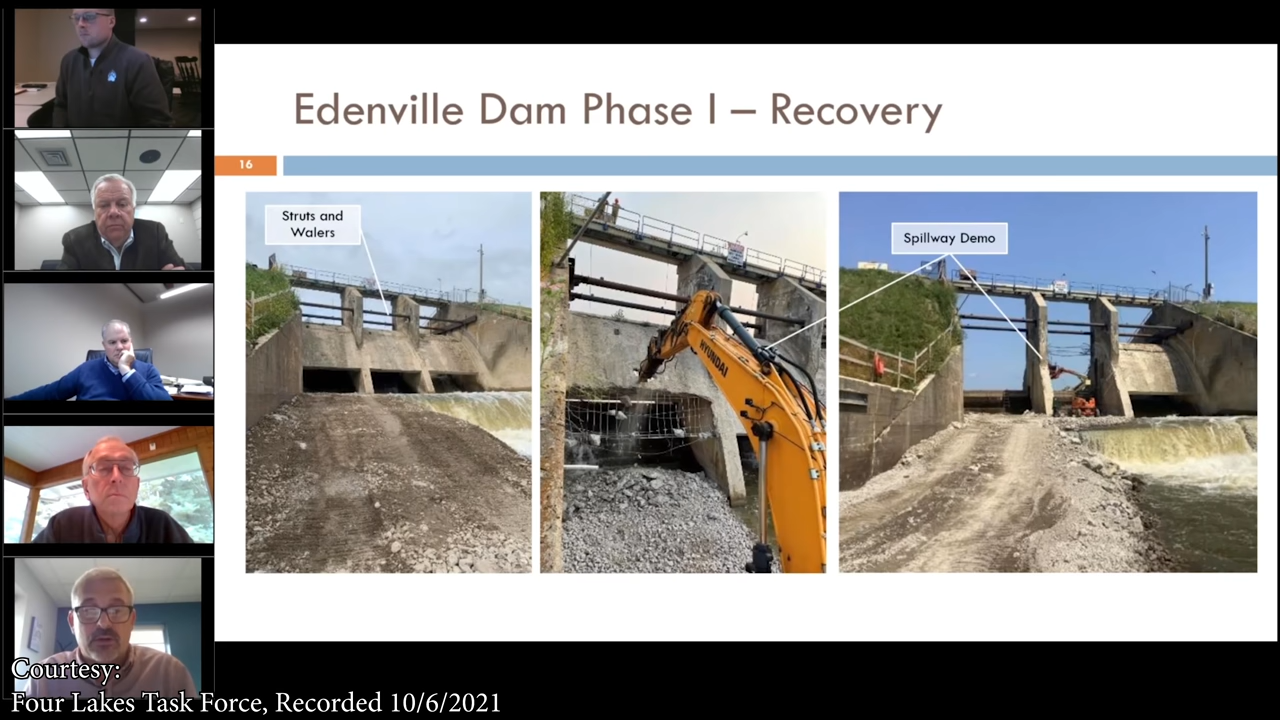 Edenville Dam Phase I – Recovery
16
Struts and
Walers
Spillway Demo
HYUNDAI
Courtesy:
Four Lakes Task Force, Recorded 10/6/2021